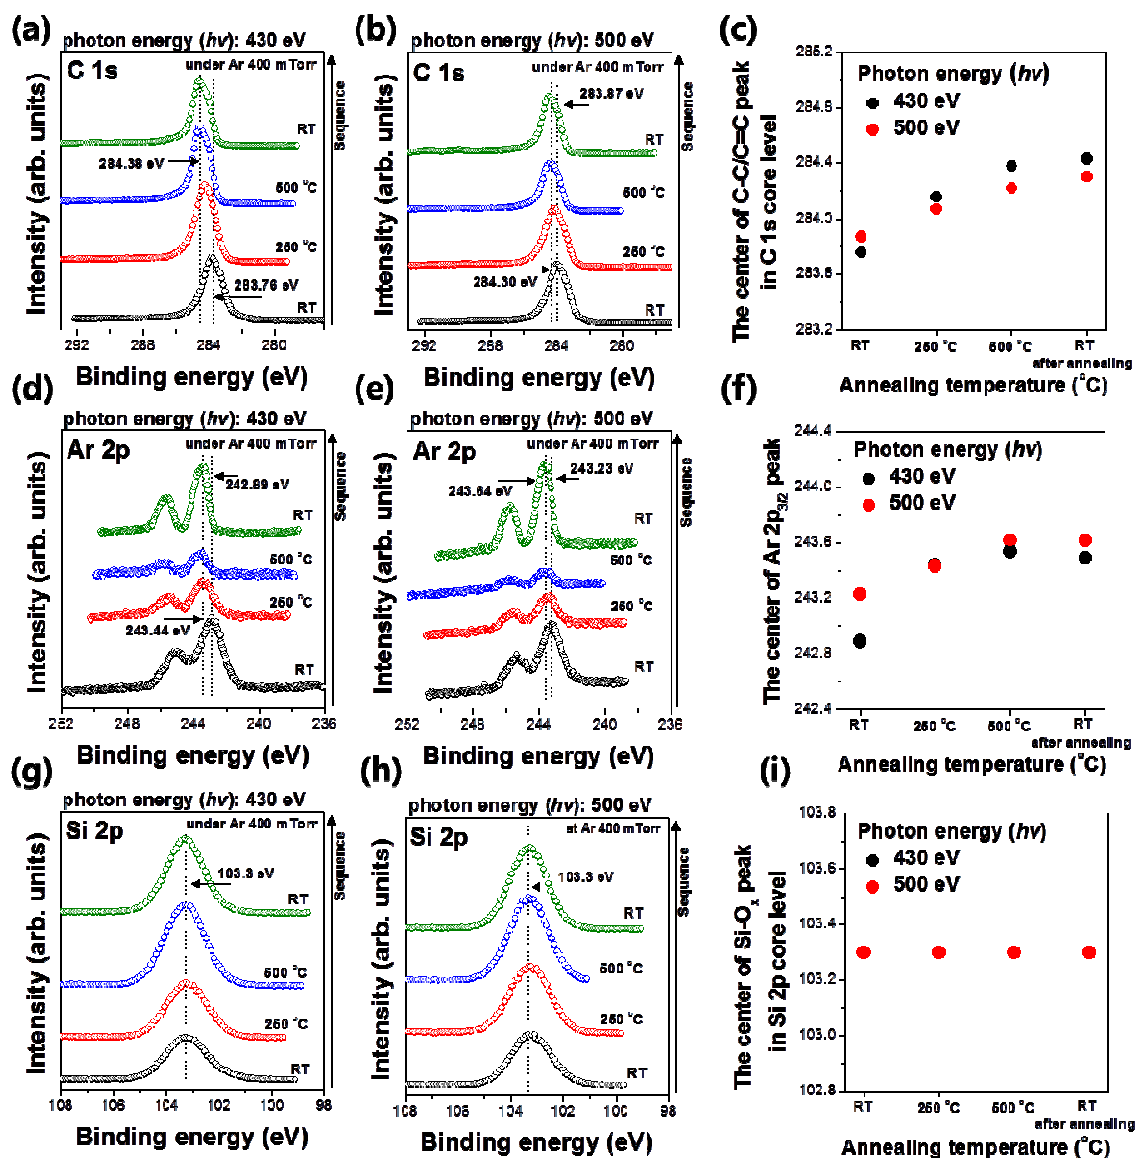 (a)
photon energy (hv): 430 eV
C 1s
under Ar 400 mTorr
RT
284.38 eV
500 °C
250 °C
283.76 eV
RT
Sequence
Intensity (arb. units)
292 288 284 280
Binding energy (eV)
(b)
photon energy (hv): 500 eV
C 1s
under Ar 400 mTorr
283.87 eV
RT
500 °C
250 °C
284.30 eV
RT
Sequence
Intensity (arb. units)
292 288 284 280
Binding energy (eV)
(c)
Photon energy (hv)
430 eV
500 eV
The center of C-C/C=C peak
in C 1s core level
285.2
284.8
284.4
284.0
283.6
283.2
RT 250 °C 500 °C RT
after annealing
Annealing temperature (°C)
(d)
photon energy (hv): 430 eV
Ar 2p
under Ar 400 mTorr
242.89 eV
RT
500 °C
250 °C
243.44 eV
RT
Sequence
Intensity (arb. units)
252 248 244 240 236
Binding energy (eV)
(e)
photon energy (hv): 500 eV
Ar 2p
under Ar 400 mTorr
243.23 eV
243.64 eV
RT
500 °C
250 °C
RT
Sequence
Intensity (arb. units)
252 248 244 240 236
Binding energy (eV)
(f)
Photon energy (hv)
430 eV
500 eV
The center of Ar 2p3/2 peak
244.4
244.0
243.6
243.2
242.8
242.4
RT 250 °C 500 °C RT
after annealing
Annealing temperature (°C)
(g)
photon energy (hv): 430 eV
Si 2p
under Ar 400 mTorr
103.3 eV
RT
500 °C
250 °C
RT
Sequence
Intensity (arb. units)
108 106 104 102 100 98
Binding energy (eV)
(h)
photon energy (hv): 500 eV
Si 2p
at Ar 400 mTorr
103.3 eV
RT
500 °C
250 °C
RT
Sequence
Intensity (arb. units)
108 106 104 102 100 98
Binding energy (eV)
(i)
Photon energy (hv)
430 eV
500 eV
The center of Si-Ox peak
in Si 2p core level
103.8
103.6
103.4
103.2
103.0
102.8
RT 250 °C 500 °C RT
after annealing
Annealing temperature (°C)